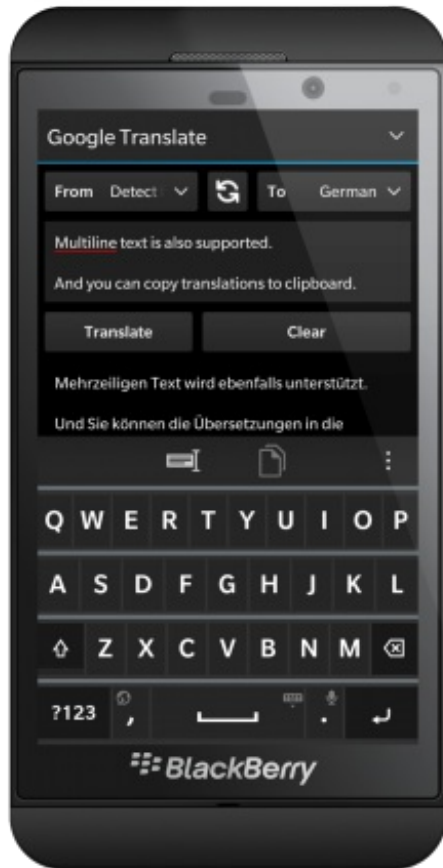 Google Translate
From Detect To German
Multiline text is also supported.
And you can copy translations to clipboard.
Translate Clear
Mehrzeiligen Text wird ebenfalls unterstützt.
Und Sie können die Übersetzungen in die
Q W E R T Y U I O P
A S D F G H J K L
Z X C V B N M
?123 , .
BlackBerry